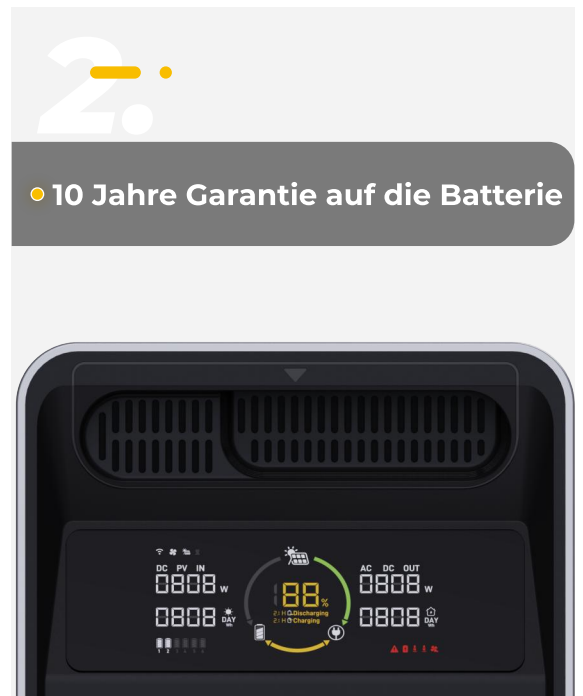 2.
10 Jahre Garantie auf die Batterie
DC PV IN
0808 W
0808 DAY
188%
Discharging
Charging
AC DC OUT
0808 W
0808 DAY